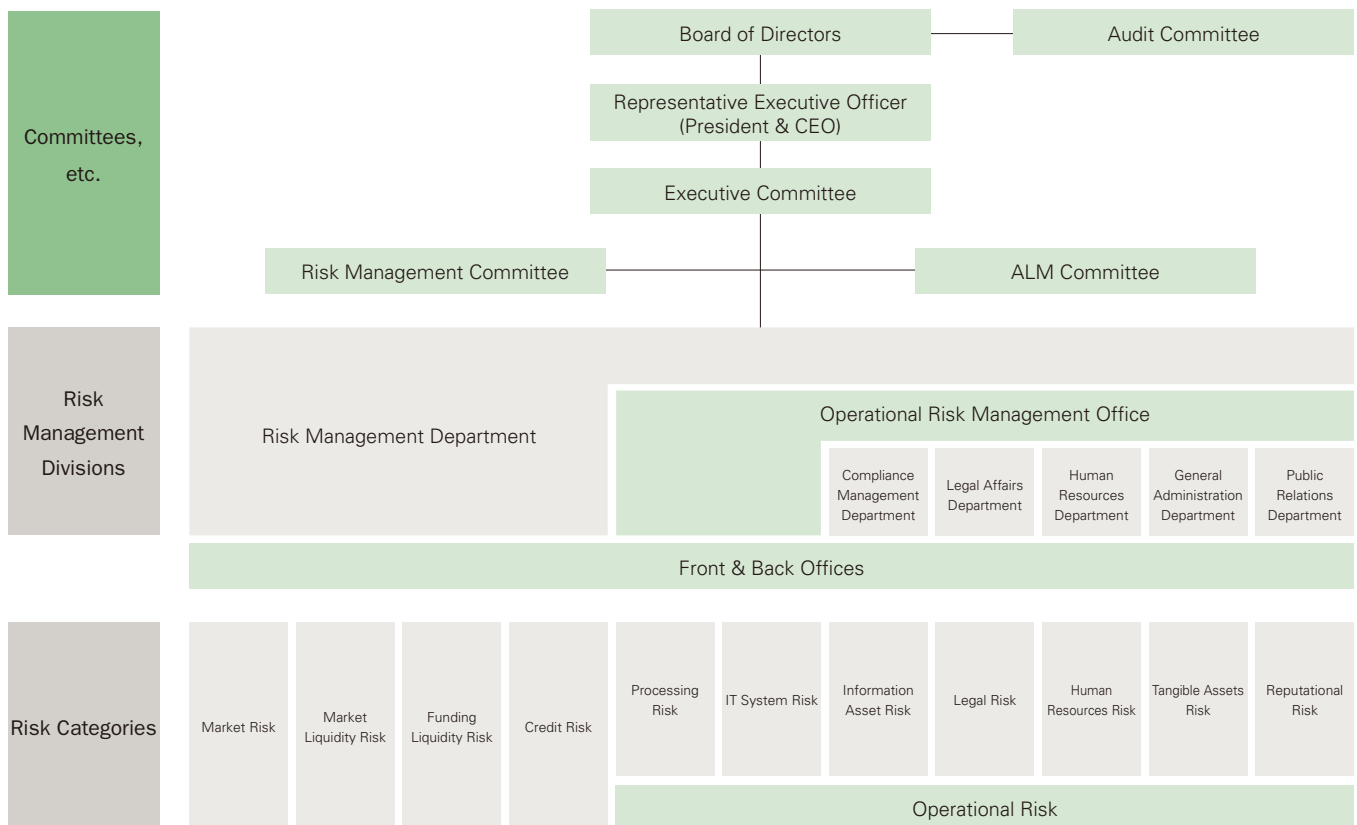 Board of Directors
Audit Committee
Representative Executive Officer
(President & CEO)
Committees,
etc.
Executive Committee
Risk Management Committee
ALM Committee
Risk
Management
Divisions
Risk Management Department
Operational Risk Management Office
Compliance
Management
Department
Legal Affairs
Department
Human
Resources
Department
General
Administration
Department
Public
Relations
Department
Front & Back Offices
Risk Categories
Market Risk
Market
Liquidity Risk
Funding
Liquidity Risk
Credit Risk
Processing
Risk
IT System Risk
Information
Asset Risk
Legal Risk
Human
Resources Risk
Tangible Assets
Risk
Reputational
Risk
Operational Risk